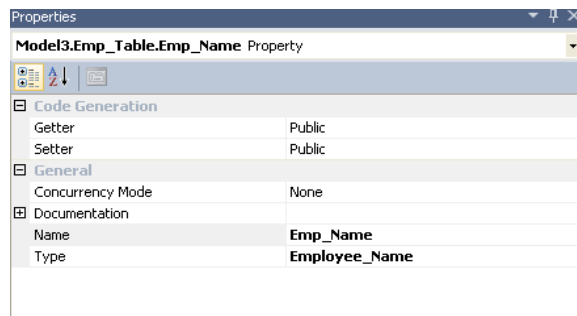 Properties
Model3.Emp_Table.Emp_Name Property
Code Generation
Getter Public
Setter Public
General
Concurrency Mode None
Documentation
Name Emp_Name
Type Employee_Name